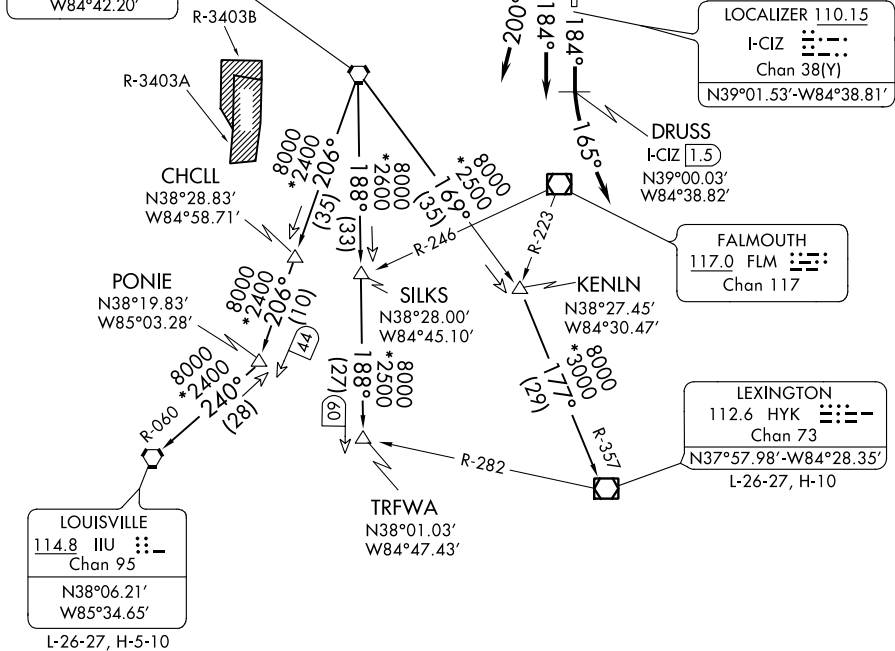 W84°42.20′
R-3403B
R-3403A
200°
184°
184°
LOCALIZER 110.15
I-CIZ
Chan 38(Y)
N39°01.53′-W84°38.81′
165°
DRUSS
I-CIZ 1.5
N39°00.03′
W84°38.82′
CHCLL
N38°28.83′
W84°58.71′
8000
*2400
206°
(35)
8000
*2600
188°
(33)
8000
*2500
169°
(35)
R-246
R-223
FALMOUTH
117.0 FLM
Chan 117
PONIE
N38°19.83′
W85°03.28′
8000
*2400
206°
(10)
44
SILKS
N38°28.00′
W84°45.10′
KENLN
N38°27.45′
W84°30.47′
8000
*2400
240°
(28)
R-060
8000
*2500
188°
(27)
60
8000
*3000
177°
(29)
R-357
R-282
LEXINGTON
112.6 HYK
Chan 73
N37°57.98′-W84°28.35′
L-26-27, H-10
TRFWA
N38°01.03′
W84°47.43′
LOUISVILLE
114.8 IIU
Chan 95
N38°06.21′
W85°34.65′
L-26-27, H-5-10